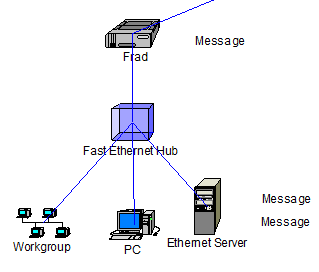 Message
Frad
Fast Ethernet Hub
Message
Message
Workgroup
PC
Ethernet Server